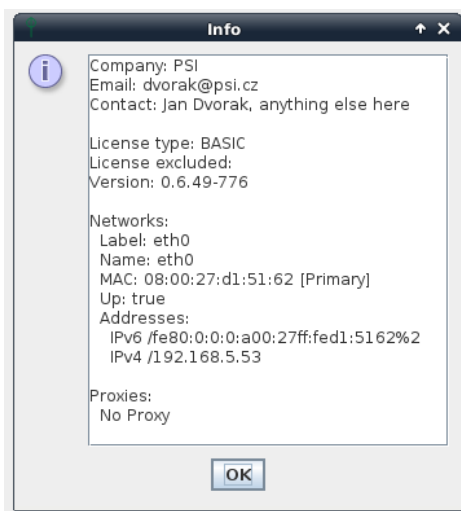 Info
Company: PSI
Email: dvorak@psi.cz
Contact: Jan Dvorak, anything else here
License type: BASIC
License excluded:
Version: 0.6.49-776
Networks:
Label: eth0
Name: eth0
MAC: 08:00:27:d1:51:62 [Primary]
Up: true
Addresses:
IPv6 /fe80:0:0:0:a00:27ff:fed1:5162%2
IPv4 /192.168.5.53
Proxies:
No Proxy
OK